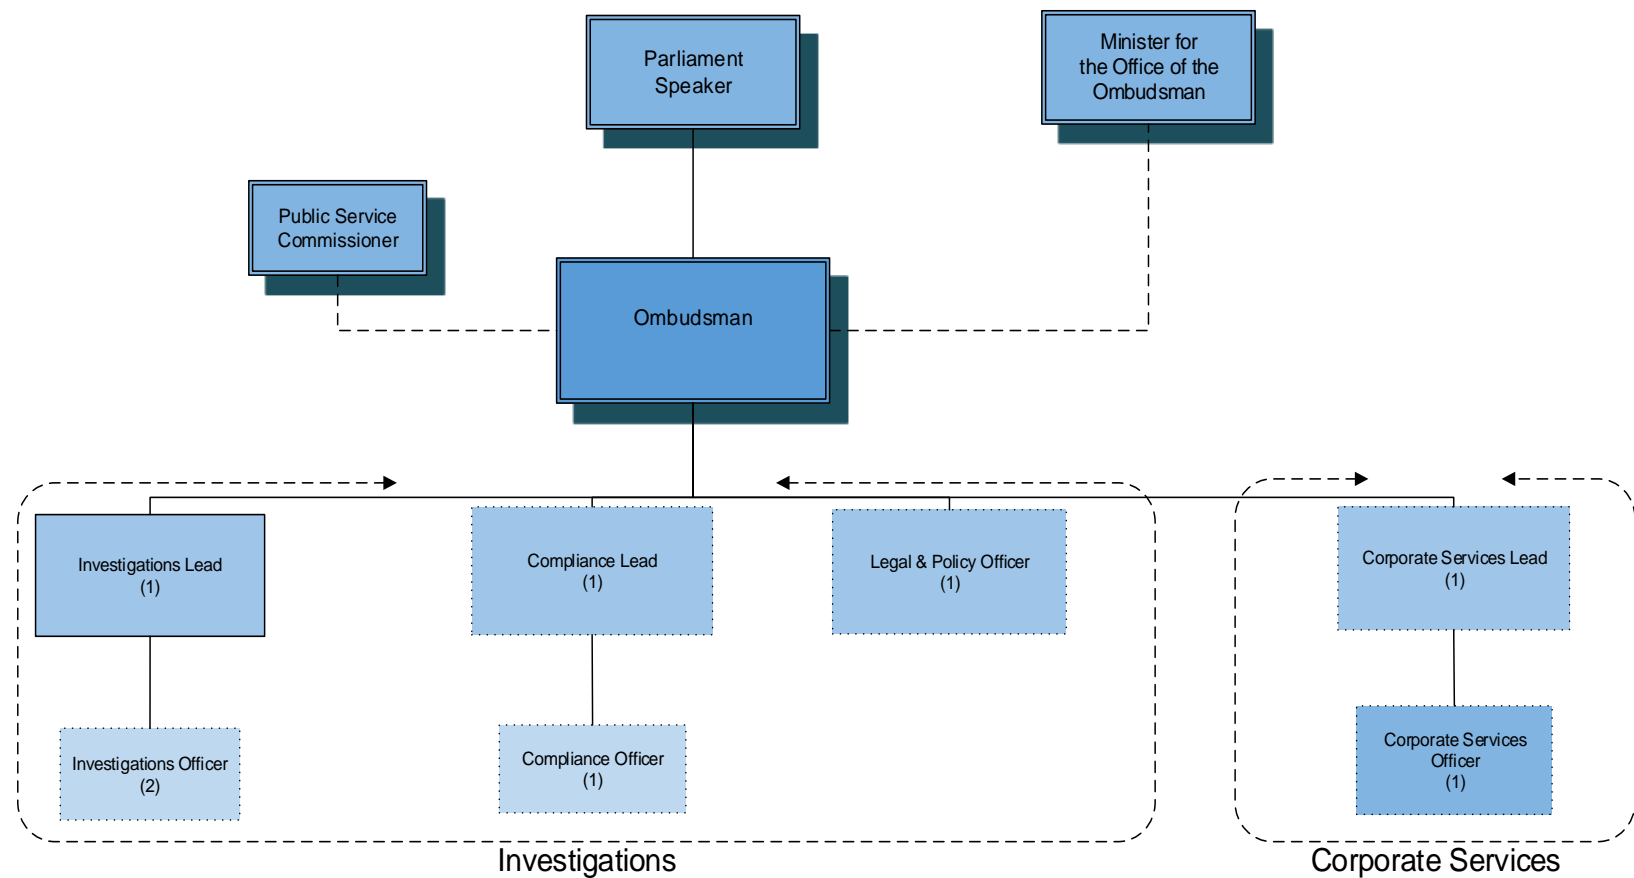 Parliament
Speaker
Minister for
the Office of the
Ombudsman
Public Service
Commissioner
Ombudsman
Investigations Lead
(1)
Compliance Lead
(1)
Legal & Policy Officer
(1)
Corporate Services Lead
(1)
Investigations Officer
(2)
Compliance Officer
(1)
Corporate Services
Officer
(1)
Investigations
Corporate Services